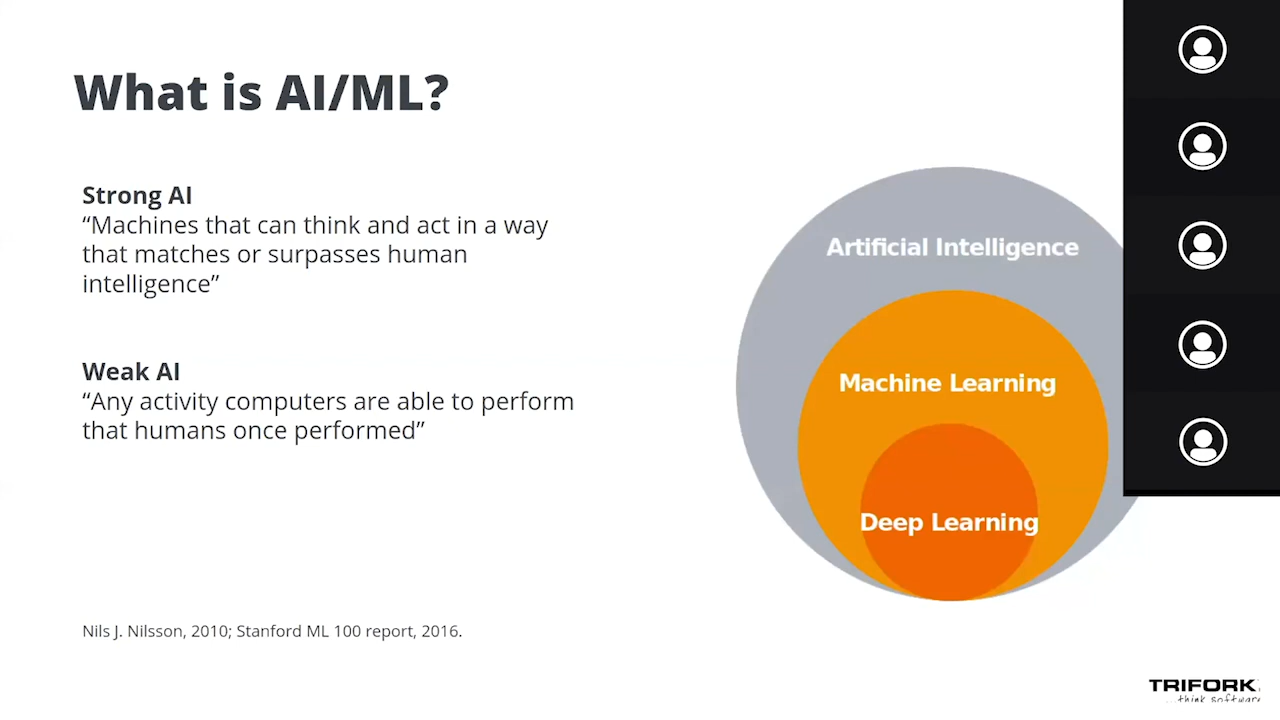 What is AI/ML?
Strong AI
“Machines that can think and act in a way
that matches or surpasses human
intelligence”
Weak AI
“Any activity computers are able to perform
that humans once performed”
Nils J. Nilsson, 2010; Stanford ML 100 report, 2016.
Artificial Intelligence
Machine Learning
Deep Learning
TRIFORK.
...think software